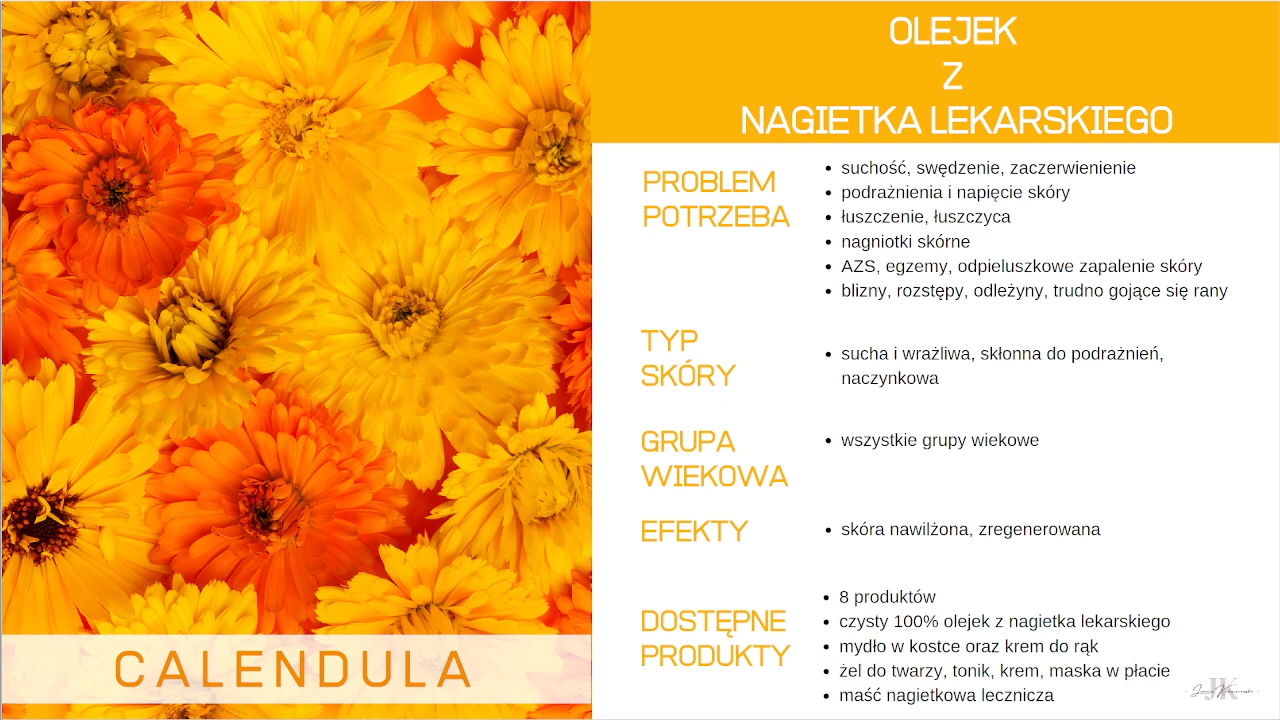 OLEJEK
Z
NAGIETKA LEKARSKIEGO
PROBLEM
POTRZEBA
• suchość, swędzenie, zaczerwienienie
• podrażnienia i napięcie skóry
• łuszczenie, łuszczyca
• nagniotki skórne
• AZS, egzemy, odpieluszkowe zapalenie skóry
• blizny, rozstępy, odleżyny, trudno gojące się rany
TYP
SKÓRY
• sucha i wrażliwa, skłonna do podrażnień,
naczynkowa
GRUPA
WIEKOWA
• wszystkie grupy wiekowe
EFEKTY
• skóra nawilżona, zregenerowana
DOSTĘPNE
PRODUKTY
• 8 produktów
• czysty 100% olejek z nagietka lekarskiego
• mydło w kostce oraz krem do rąk
• żel do twarzy, tonik, krem, maska w płacie
• maść nagietkowa lecznicza
CALENDULA
JK